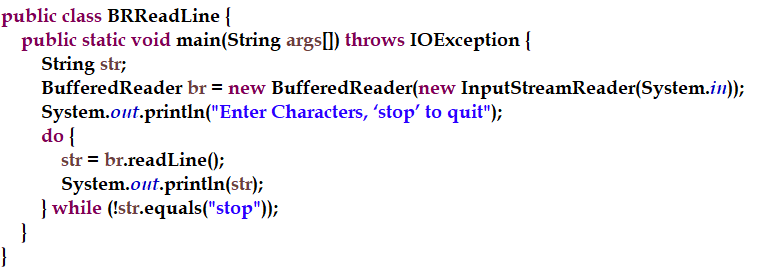 public class BRReadLine {
public static void main(String args[]) throws IOException {
String str;
BufferedReader br = new BufferedReader(new InputStreamReader(System.in));
System.out.println("Enter Characters, ‘stop’ to quit");
do {
str = br.readLine();
System.out.println(str);
} while (!str.equals("stop"));
}
}